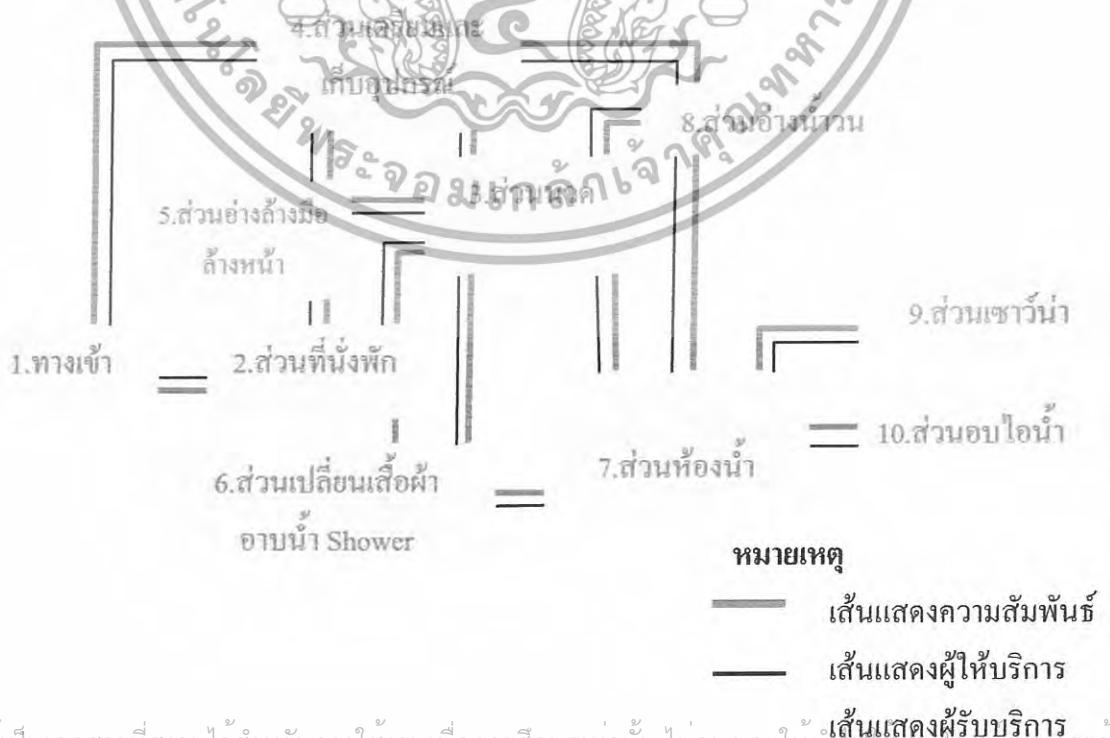 4.ส่วนเตรียมและ
เก็บอุปกรณ์
8.ส่วนอ่างน้ำวน
3.ส่วนนวด
5.ส่วนอ่างล้างมือ
ล้างหน้า
9.ส่วนเซาว์น่า
1.ทางเข้า
2.ส่วนที่นั่งพัก
10.ส่วนอบไอน้ำ
7.ส่วนห้องน้ำ
6.ส่วนเปลี่ยนเสื้อผ้า
อาบน้ำ Shower
หมายเหตุ
เส้นแสดงความสัมพันธ์
เส้นแสดงผู้ให้บริการ
เส้นแสดงผู้รับบริการ